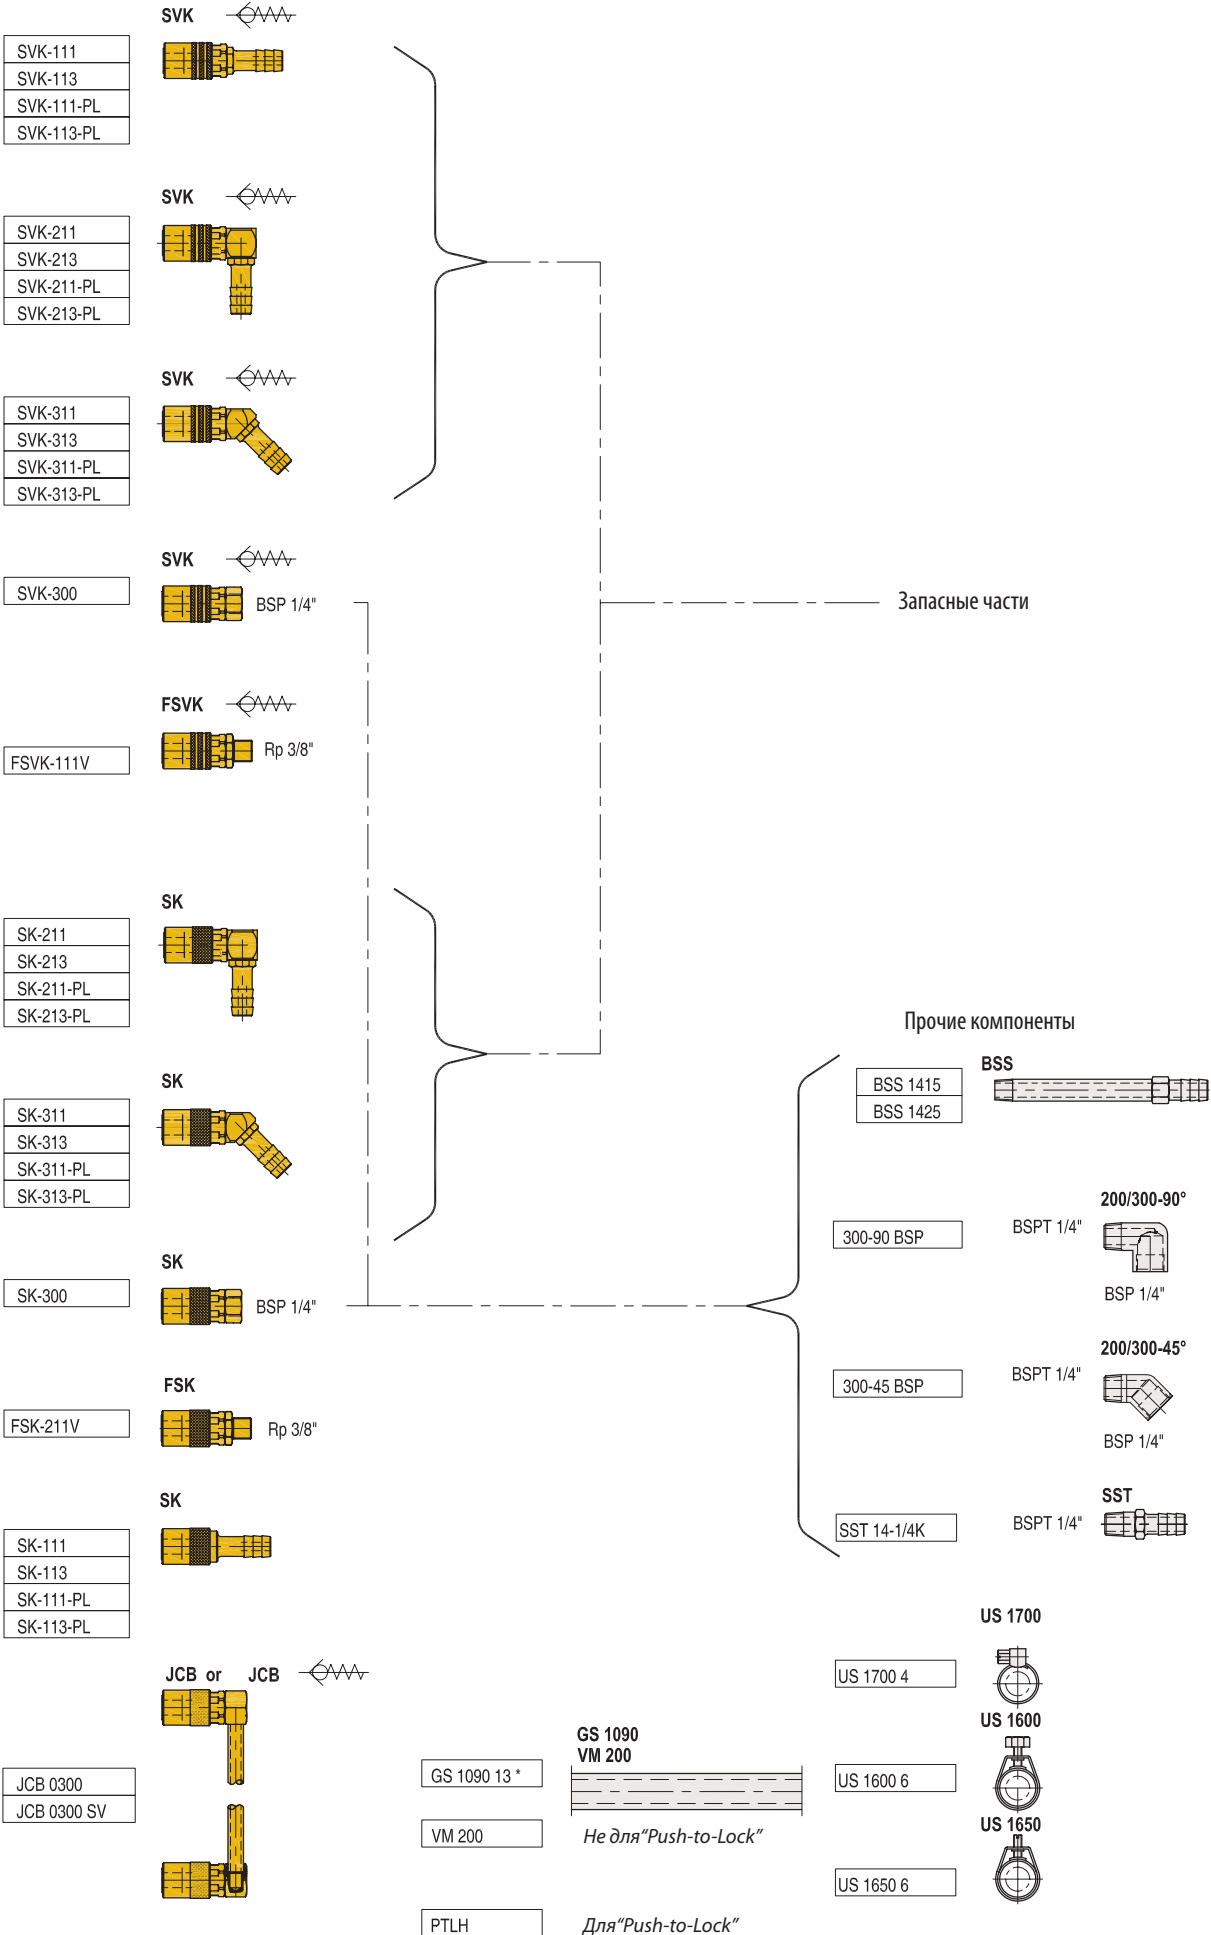 SVK
SVK-111
SVK-113
SVK-111-PL
SVK-113-PL
SVK
SVK-211
SVK-213
SVK-211-PL
SVK-213-PL
SVK
SVK-311
SVK-313
SVK-311-PL
SVK-313-PL
SVK
SVK-300
BSP 1/4"
Запасные части
FSVK
FSVK-111V
Rp 3/8"
SK
SK-211
SK-213
SK-211-PL
SK-213-PL
SK
SK-311
SK-313
SK-311-PL
SK-313-PL
SK
SK-300
BSP 1/4"
FSK
FSK-211V
Rp 3/8"
SK
SK-111
SK-113
SK-111-PL
SK-113-PL
JCB or JCB
JCB 0300
JCB 0300 SV
Прочие компоненты
BSS
BSS 1415
BSS 1425
200/300-90°
300-90 BSP
BSPT 1/4"
BSP 1/4"
200/300-45°
300-45 BSP
BSPT 1/4"
BSP 1/4"
SST
SST 14-1/4K
BSPT 1/4"
GS 1090
VM 200
GS 1090 13 *
VM 200
Не для“Push-to-Lock”
PTLH
Для“Push-to-Lock”
US 1700
US 1700 4
US 1600
US 1600 6
US 1650
US 1650 6